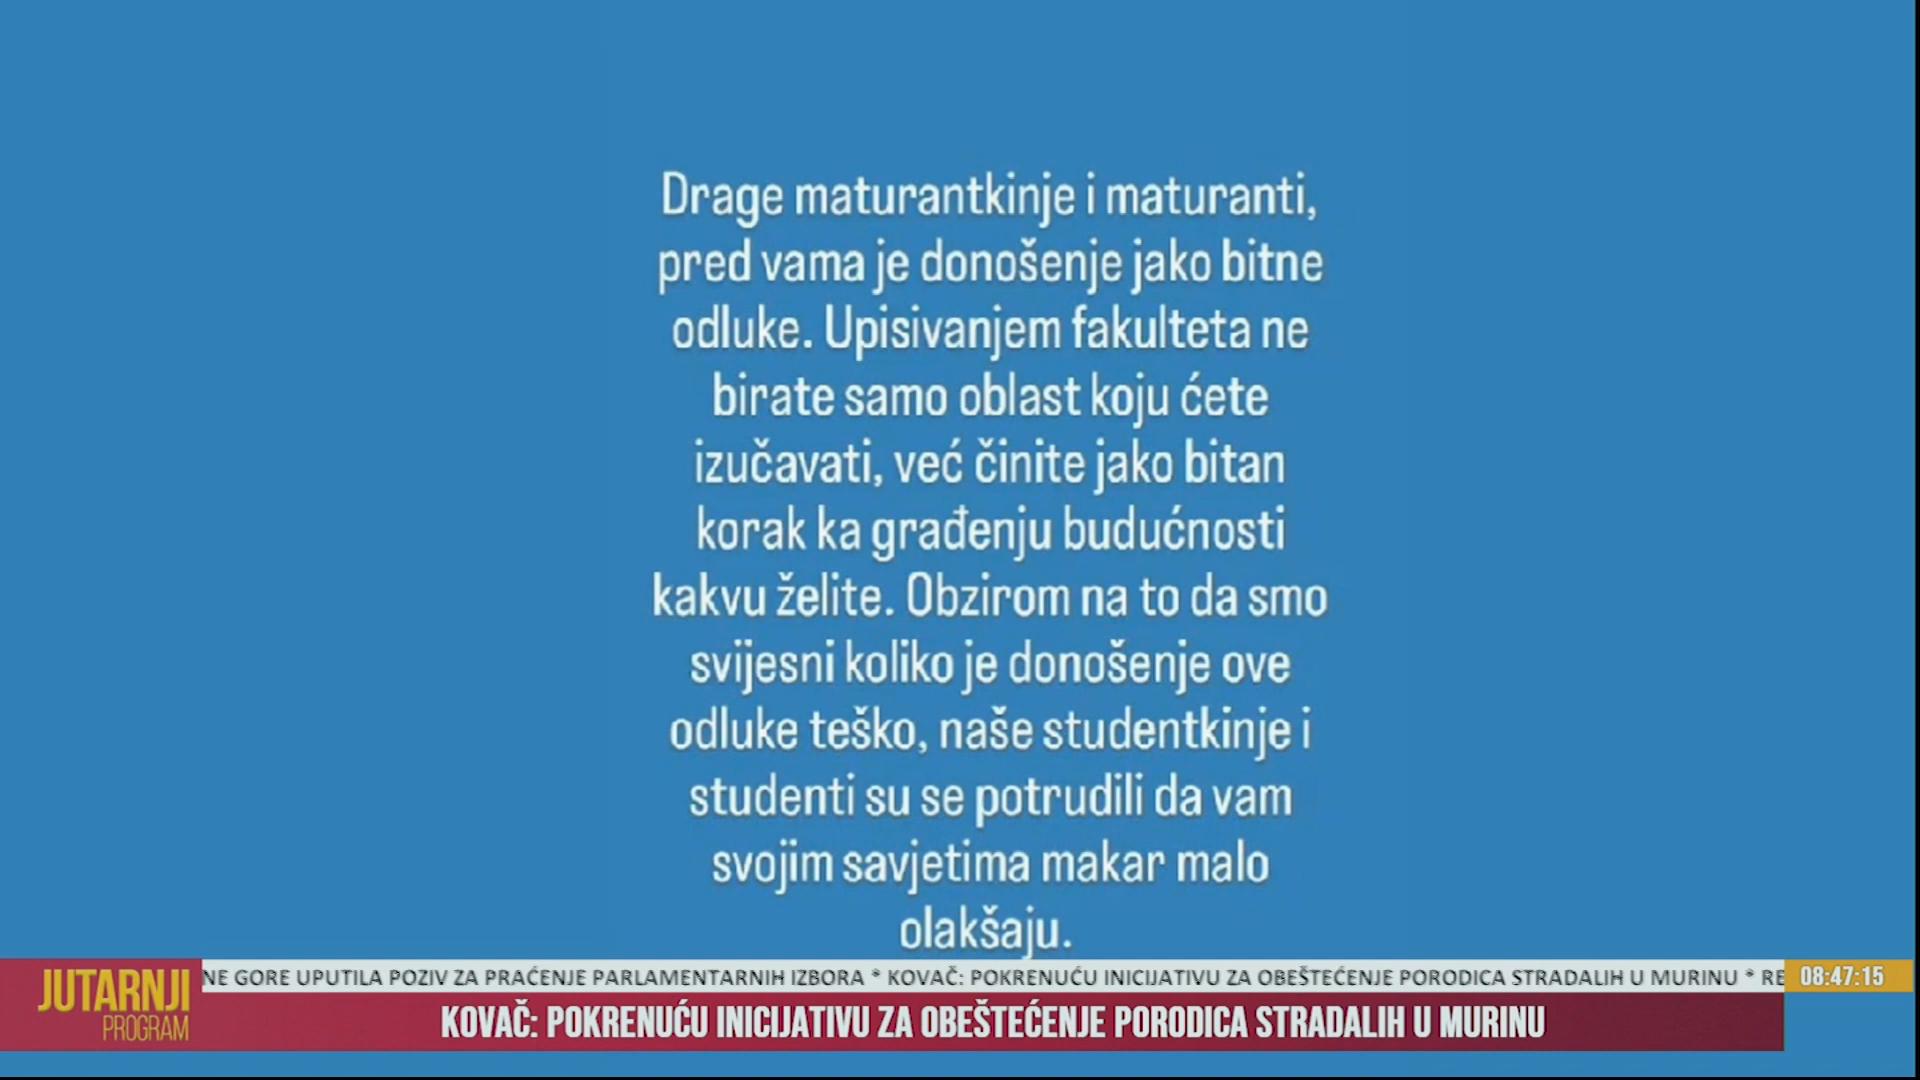 Drage maturantkinje i maturanti,
pred vama je donošenje jako bitne
odluke. Upisivanjem fakulteta ne
birate samo oblast koju ćete
izučavati, već činite jako bitan
korak ka građenju budućnosti
kakvu želite. Obzirom na to da smo
svijesni koliko je donošenje ove
odluke teško, naše studentkinje i
studenti su se potrudili da vam
svojim savjetima makar malo
olakšaju.
JUTARNJI
PROGRAM
NE GORE UPUTILA POZIV ZA PRAĆENJE PARLAMENTARNIH IZBORA * KOVAČ: POKRENUĆU INICIJATIVU ZA OBEŠTEĆENJE PORODICA STRADALIH U MURINU * RE
08:47:15
KOVAČ: POKRENUĆU INICIJATIVU ZA OBEŠTEĆENJE PORODICA STRADALIH U MURINU